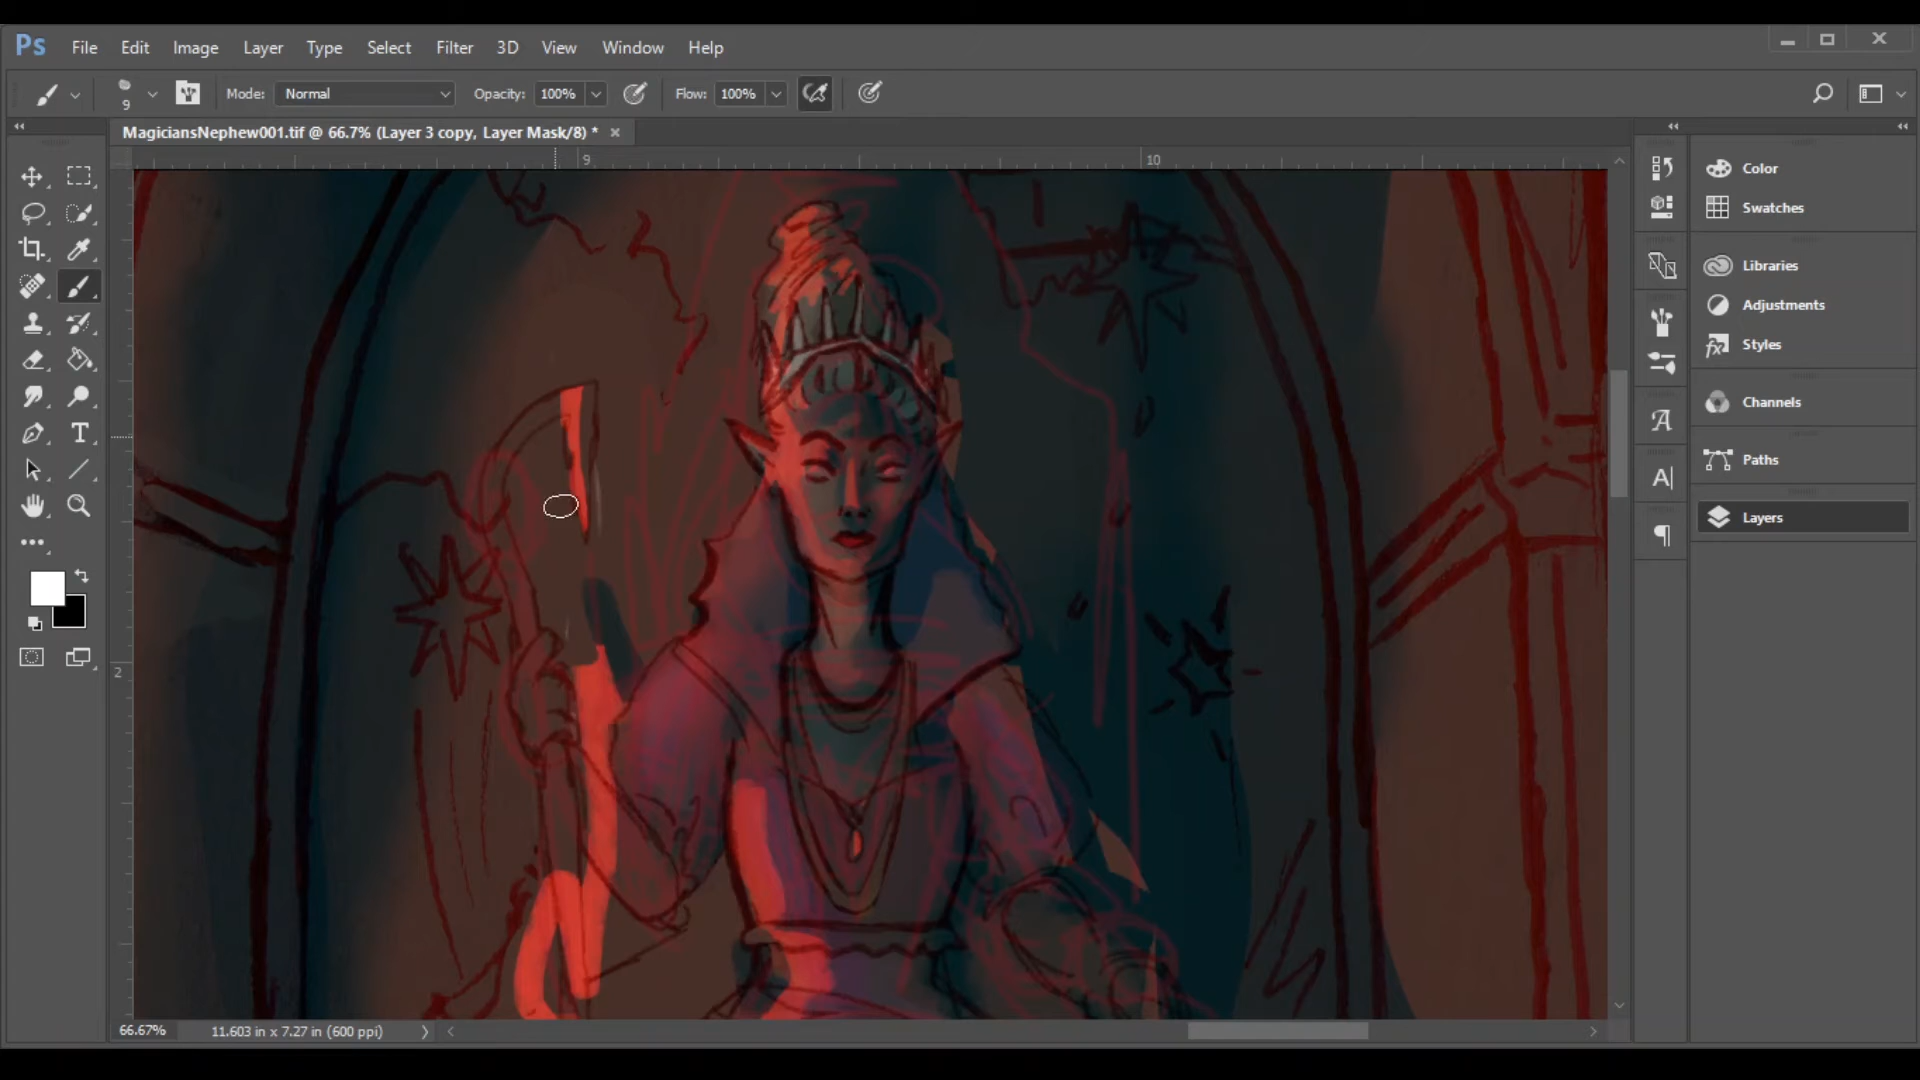 Ps File Edit Image Layer Type Select Filter 3D View Window Help
9 Mode: Normal Opacity: 100% Flow: 100%
MagiciansNephew001.tif @ 66.7% (Layer 3 copy, Layer Mask/8) * ×
9 10
2
T
Color
Swatches
Libraries
Adjustments
fx Styles
Channels
A
Paths
A|
Layers
¶
66.67% 11.603 in x 7.27 in (600 ppi)